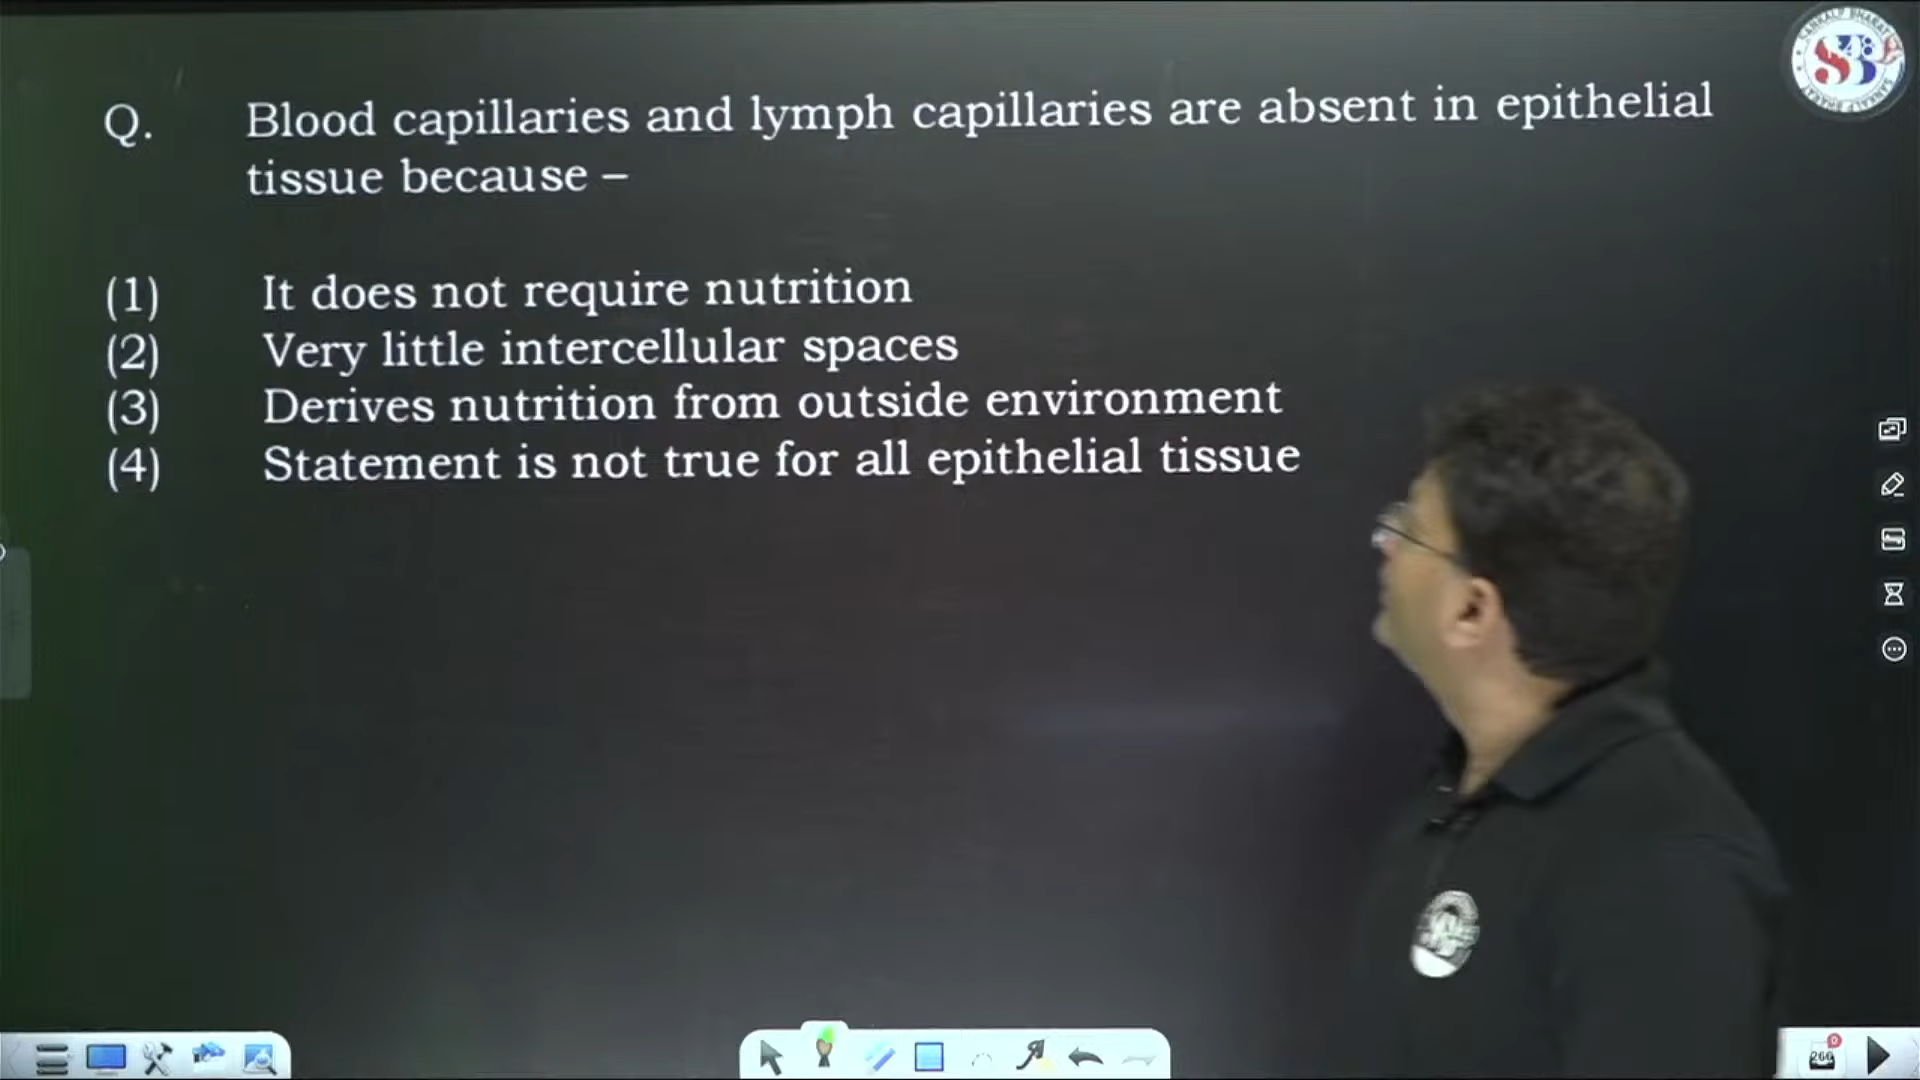 Q. Blood capillaries and lymph capillaries are absent in epithelial
tissue because –
(1) It does not require nutrition
(2) Very little intercellular spaces
(3) Derives nutrition from outside environment
(4) Statement is not true for all epithelial tissue
266